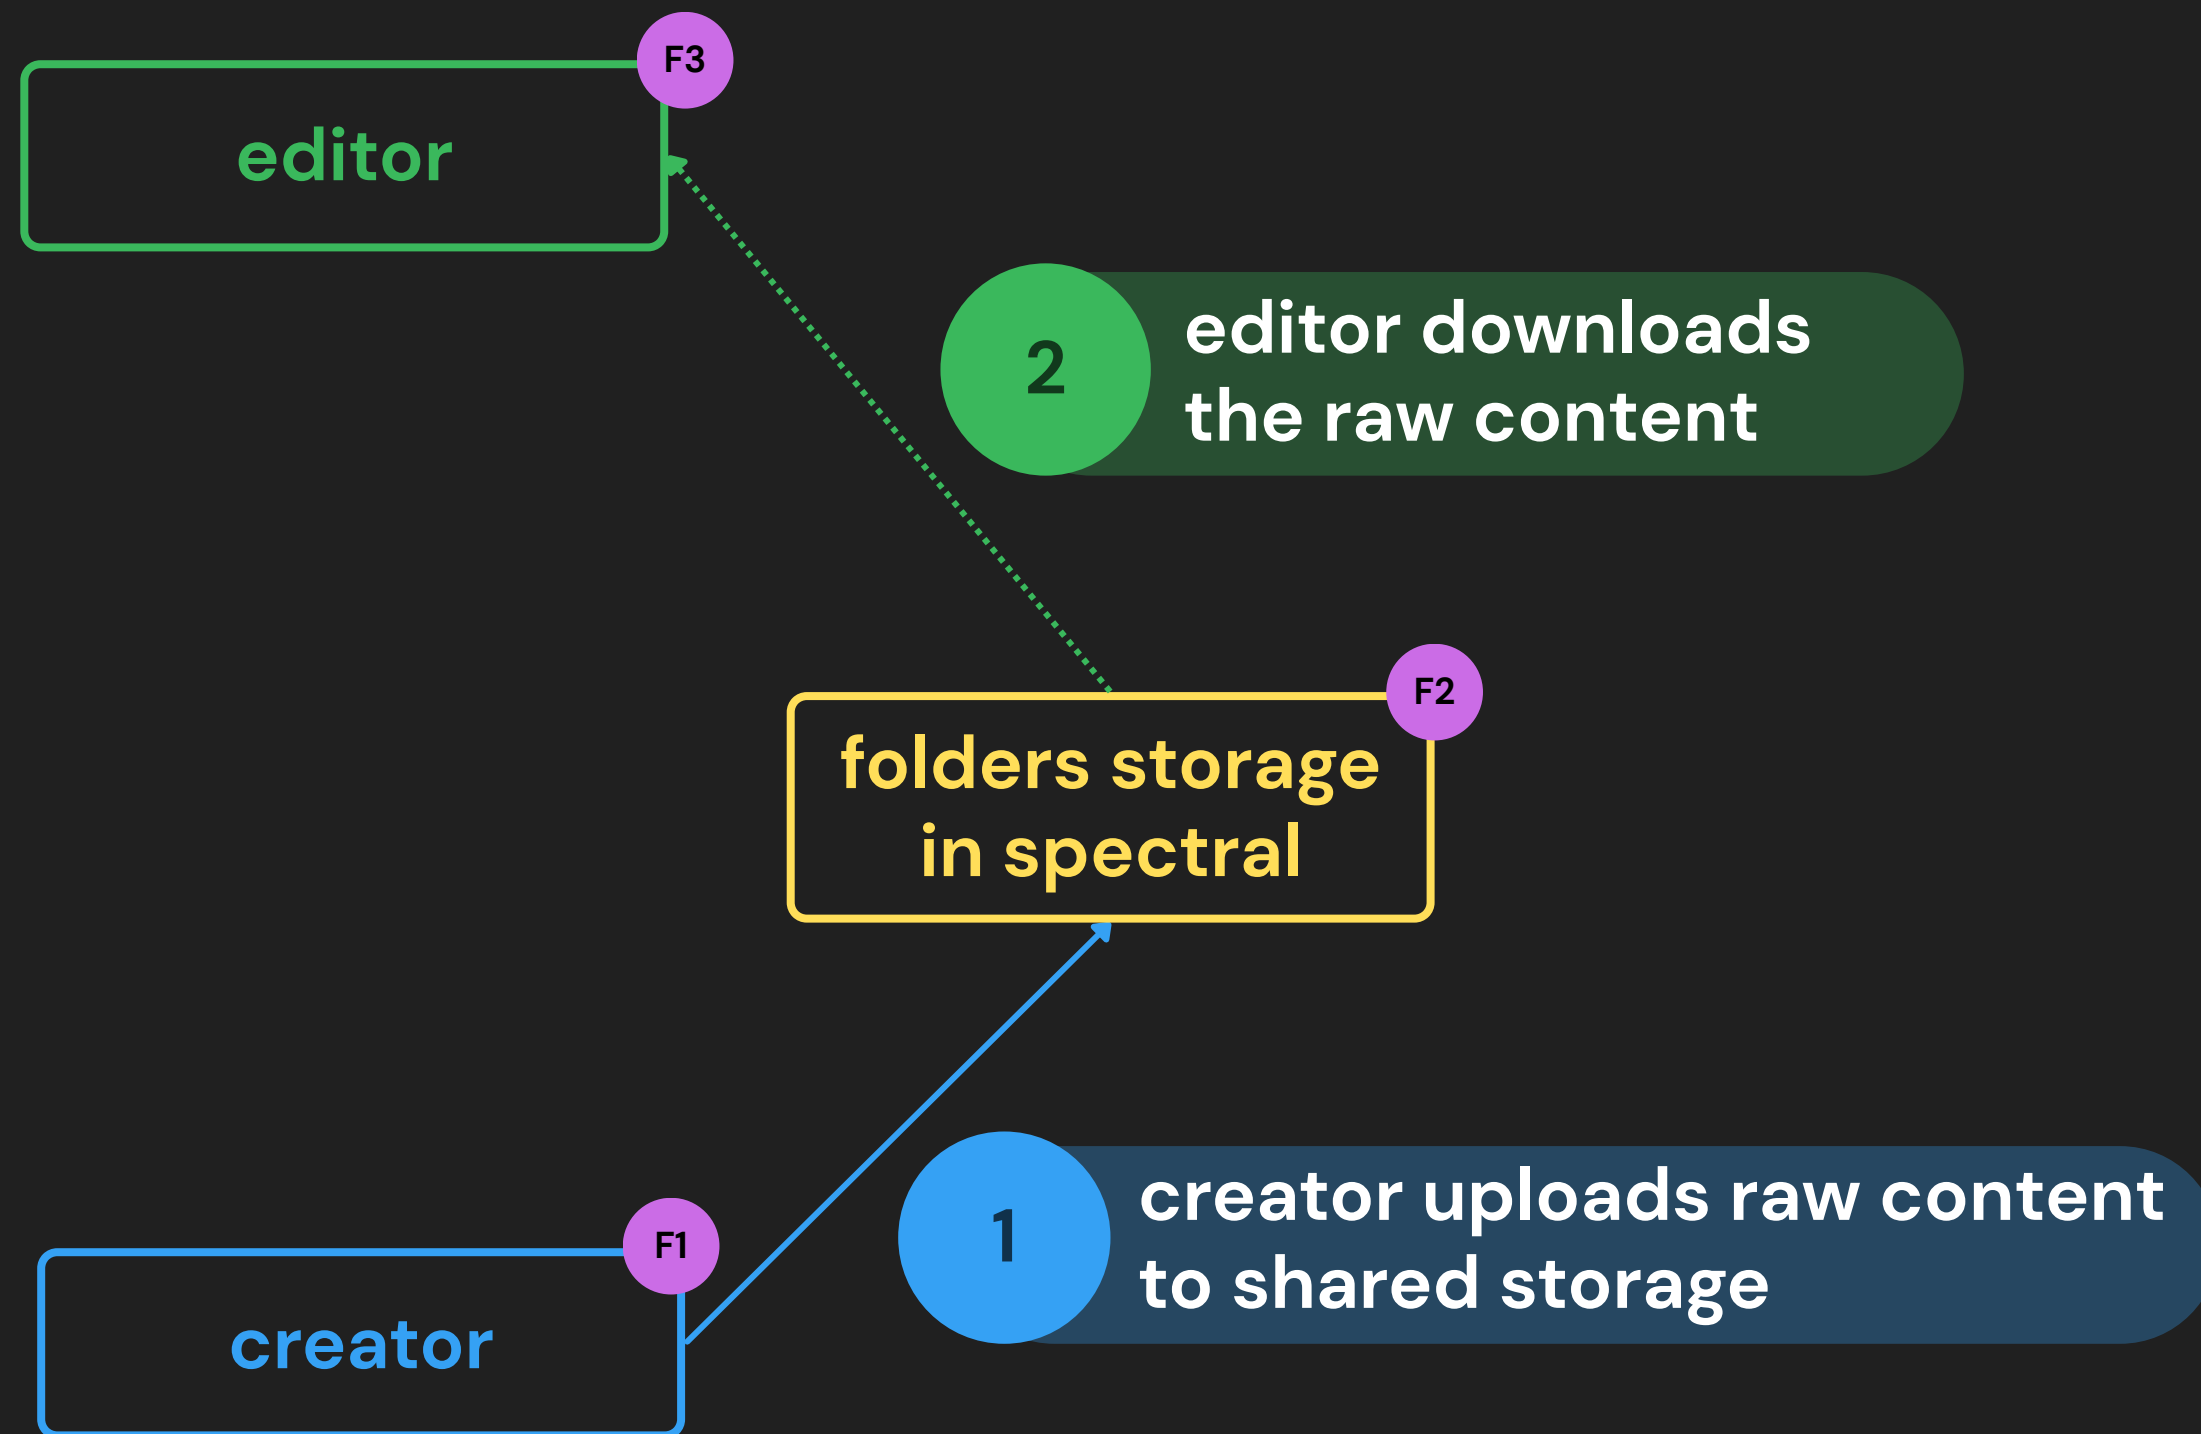 F3
editor
2
editor downloads
the raw content
F2
folders storage
in spectral
1
creator uploads raw content
to shared storage
F1
creator